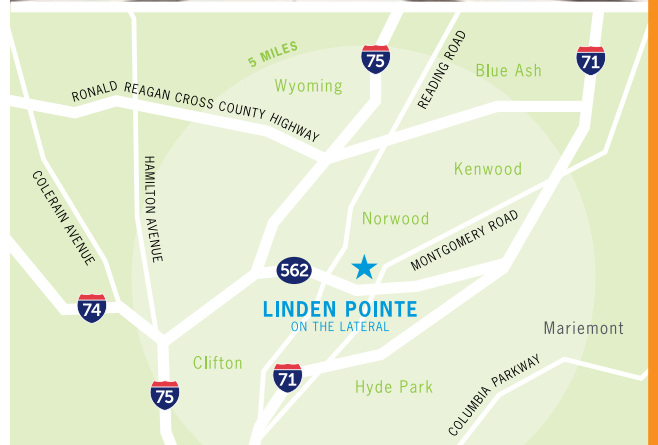 5 MILES
75
71
Wyoming
READING ROAD
Blue Ash
RONALD REAGAN CROSS COUNTY HIGHWAY
COLERAIN AVENUE
HAMILTON AVENUE
Kenwood
Norwood
MONTGOMERY ROAD
562
LINDEN POINTE
ON THE LATERAL
74
Mariemont
Clifton
71
75
Hyde Park
COLUMBIA PARKWAY